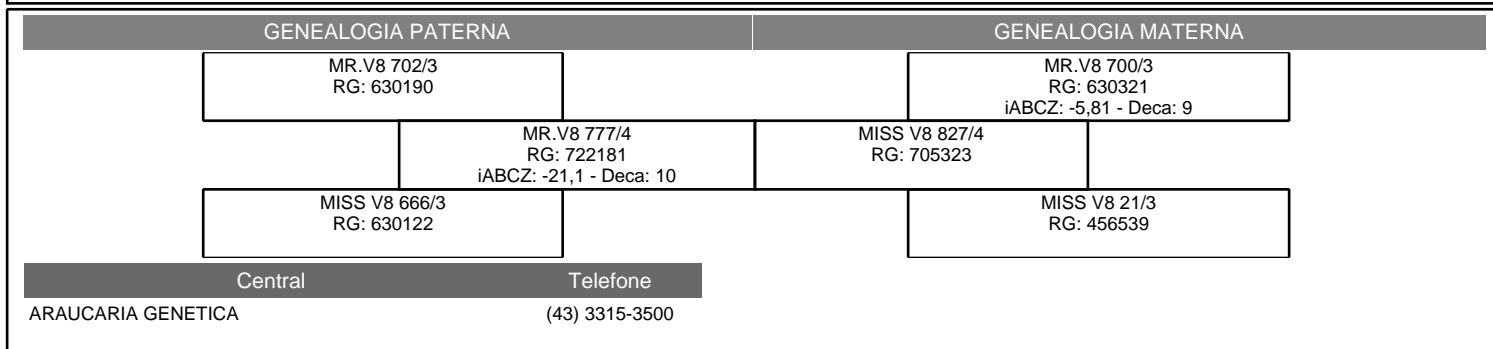 GENEALOGIA PATERNA
GENEALOGIA MATERNA
MR.V8 702/3
RG: 630190
MR.V8 700/3
RG: 630321
iABCZ: -5,81 - Deca: 9
MR.V8 777/4
RG: 722181
iABCZ: -21,1 - Deca: 10
MISS V8 827/4
RG: 705323
MISS V8 666/3
RG: 630122
MISS V8 21/3
RG: 456539
Central Telefone
ARAUCARIA GENETICA (43) 3315-3500